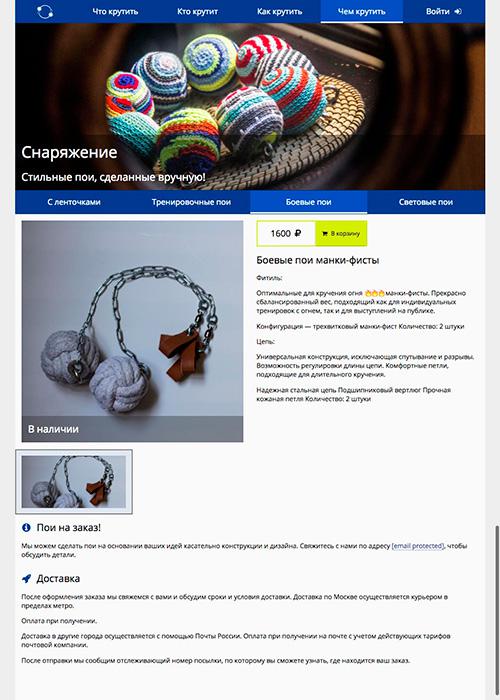 Что крутить
Кто крутит
Как крутить
Чем крутить
Войти
Снаряжение
Стильные пои, сделанные вручную!
С ленточками
Тренировочные пои
Боевые пои
Световые пои
1600 ₽
В корзину
Боевые пои манки-фисты
Фитиль:
Оптимальные для кручения огня 🔥🔥🔥манки-фисты. Прекрасно
сбалансированный вес, подходящий как для индивидуальных
тренировок с огнем, так и для выступлений на публике.
Конфигурация — трехвитковый манки-фист Количество: 2 штуки
Цепь:
Универсальная конструкция, исключающая спутывание и разрывы.
Возможность регулировки длины цепи. Комфортные петли,
подходящие для длительного кручения.
Надежная стальная цепь Подшипниковый вертлюг Прочная
кожаная петля Количество: 2 штуки
В наличии
Пои на заказ!
Мы можем сделать пои на основании ваших идей касательно конструкции и дизайна. Свяжитесь с нами по адресу [email protected], чтобы
обсудить детали.
Доставка
После оформления заказа мы свяжемся с вами и обсудим сроки и условия доставки. Доставка по Москве осуществляется курьером в
пределах метро.
Оплата при получении.
Доставка в другие города осуществляется с помощью Почты России. Оплата при получении на почте с учетом действующих тарифов
почтовой компании.
После отправки мы сообщим отслеживающий номер посылки, по которому вы сможете узнать, где находится ваш заказ.